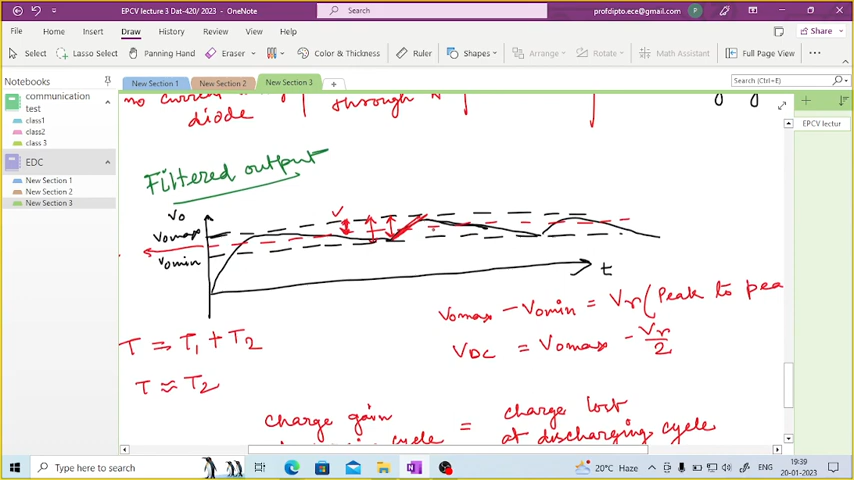 EPCV lecture 3 Dat-420/ 2023 - OneNote
Search
profdipto.ece@gmail.com
P
File Home Insert Draw History Review View Help
Share
Select Lasso Select Panning Hand Eraser Color & Thickness Ruler Shapes Arrange Rotate Math Assistant Full Page View
Notebooks
New Section 1 New Section 2 New Section 3 +
Search (Ctrl+E)
communication test
class1
class2
class 3
EDC
New Section 1
New Section 2
New Section 3
EPCV lectur
no current
through
diode
Filtered output
Vo
Vomax
Vomin
t
Vomax - Vomin = Vr (Peak to pea
VDC = Vomax - Vr/2
T = T1 + T2
T ≈ T2
charge gain = charge lost
cycle at discharging cycle
Type here to search
20°C Haze
ENG
19:39
20-01-2023